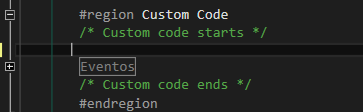 #region Custom Code
/* Custom code starts */
Eventos
/* Custom code ends */
#endregion